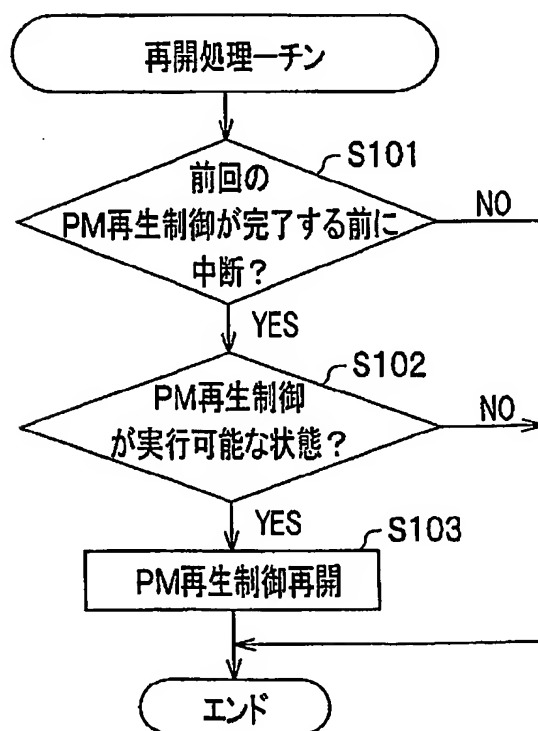 再開処理ーチン
S101
前回の
PM再生制御が完了する前に
中断？
NO
YES
S102
PM再生制御
が実行可能な状態？
NO
YES
S103
PM再生制御再開
エンド